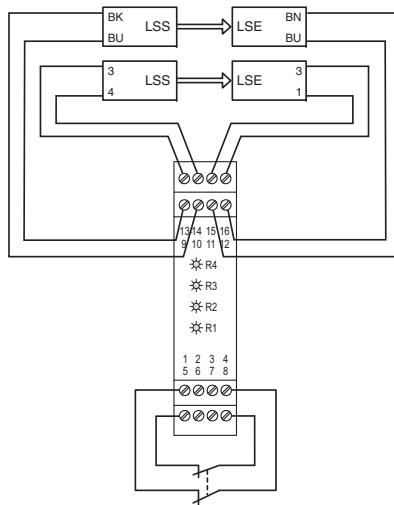 BK LSS LSE BN
BU BU
3 LSS LSE 3
4 1
13 14 15 16
9 10 11 12
R4
R3
R2
R1
1 2 3 4
5 6 7 8